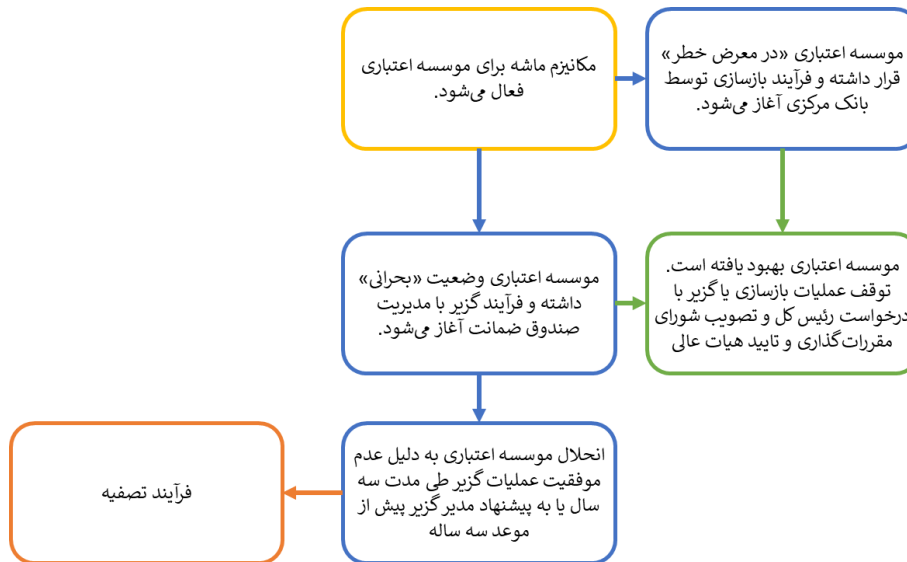 موسسه اعتباری «در معرض خطر»
قرار داشته و فرآیند بازسازی توسط
بانک مرکزی آغاز می‌شود.
مکانیزم ماشه برای موسسه اعتباری
فعال می‌شود.
موسسه اعتباری بهبود یافته است.
توقف عملیات بازسازی یا گزیر با
درخواست رئیس کل و تصویب شورای
مقررات‌گذاری و تایید هیات عالی
موسسه اعتباری وضعیت «بحرانی»
داشته و فرآیند گزیر با مدیریت
صندوق ضمانت آغاز می‌شود.
انحلال موسسه اعتباری به دلیل عدم
موفقیت عملیات گزیر طی مدت سه
سال یا به پیشنهاد مدیر گزیر پیش از
موعد سه ساله
فرآیند تصفیه